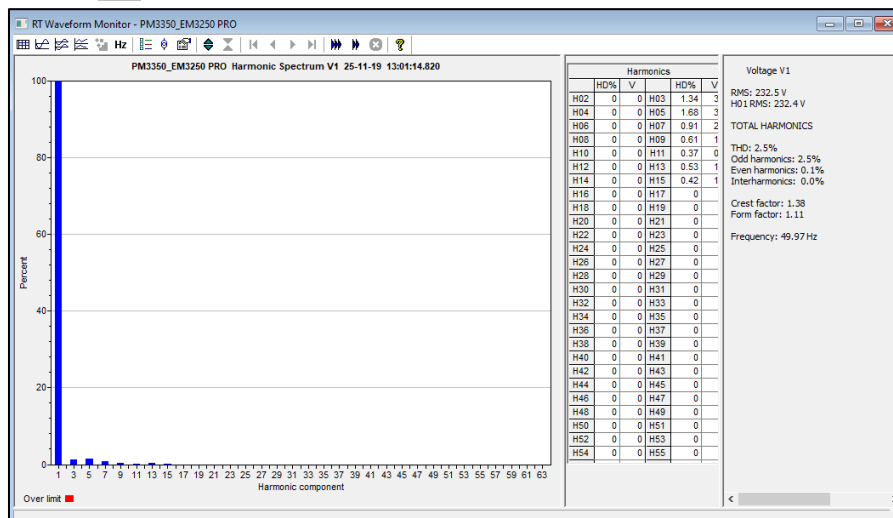 RT Waveform Monitor - PM3350_EM3250 PRO
Hz
?
PM3350_EM3250 PRO Harmonic Spectrum V1 25-11-19 13:01:14.820
100
80
60
40
20
0
Percent
1 3 5 7 9 11 13 15 17 19 21 23 25 27 29 31 33 35 37 39 41 43 45 47 49 51 53 55 57 59 61 63
Harmonic component
Over limit
Harmonics
HD% V HD% V
H02 0 0 H03 1.34 3
H04 0 0 H05 1.68 3
H06 0 0 H07 0.91 2
H08 0 0 H09 0.61 1
H10 0 0 H11 0.37 0
H12 0 0 H13 0.53 1
H14 0 0 H15 0.42 1
H16 0 0 H17 0
H18 0 0 H19 0
H20 0 0 H21 0
H22 0 0 H23 0
H24 0 0 H25 0
H26 0 0 H27 0
H28 0 0 H29 0
H30 0 0 H31 0
H32 0 0 H33 0
H34 0 0 H35 0
H36 0 0 H37 0
H38 0 0 H39 0
H40 0 0 H41 0
H42 0 0 H43 0
H44 0 0 H45 0
H46 0 0 H47 0
H48 0 0 H49 0
H50 0 0 H51 0
H52 0 0 H53 0
H54 0 0 H55 0
Voltage V1
RMS: 232.5 V
H01 RMS: 232.4 V
TOTAL HARMONICS
THD: 2.5%
Odd harmonics: 2.5%
Even harmonics: 0.1%
Interharmonics: 0.0%
Crest factor: 1.38
Form factor: 1.11
Frequency: 49.97 Hz